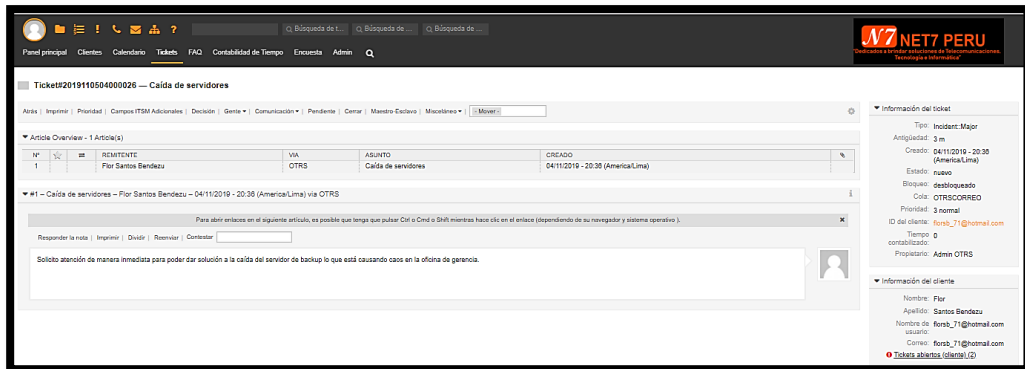 Búsqueda de t... Búsqueda de ... Búsqueda de ...
Panel principal Clientes Calendario Tickets FAQ Contabilidad de Tiempo Encuesta Admin
N7 NET7 PERU
"Dedicados a brindar soluciones de Telecomunicaciones,
Tecnología e Informática"
Ticket#2019110504000026 — Caída de servidores
Atrás | Imprimir | Prioridad | Campos ITSM Adicionales | Decisión | Gente | Comunicación | Pendiente | Cerrar | Maestro-Esclavo | Misceláneo | - Mover -
Article Overview - 1 Article(s)
Nº REMITENTE VIA ASUNTO CREADO
1 Flor Santos Bendezu OTRS Caída de servidores 04/11/2019 - 20:36 (America/Lima)
#1 – Caída de servidores – Flor Santos Bendezu – 04/11/2019 - 20:36 (America/Lima) via OTRS
Para abrir enlaces en el siguiente artículo, es posible que tenga que pulsar Ctrl o Cmd o Shift mientras hace clic en el enlace (dependiendo de su navegador y sistema operativo ).
Responder la nota | Imprimir | Dividir | Reenviar | Contestar
Solicito atención de manera inmediata para poder dar solución a la caída del servidor de backup lo que está causando caos en la oficina de gerencia.
Información del ticket
Tipo: Incident::Major
Antigüedad: 3 m
Creado: 04/11/2019 - 20:36
(America/Lima)
Estado: nuevo
Bloqueo: desbloqueado
Cola: OTRSCORREO
Prioridad: 3 normal
ID del cliente: florsb_71@hotmail.com
Tiempo 0
contabilizado:
Propietario: Admin OTRS
Información del cliente
Nombre: Flor
Apellido: Santos Bendezu
Nombre de florsb_71@hotmail.com
usuario:
Correo: florsb_71@hotmail.com
Tickets abiertos (cliente) (2)